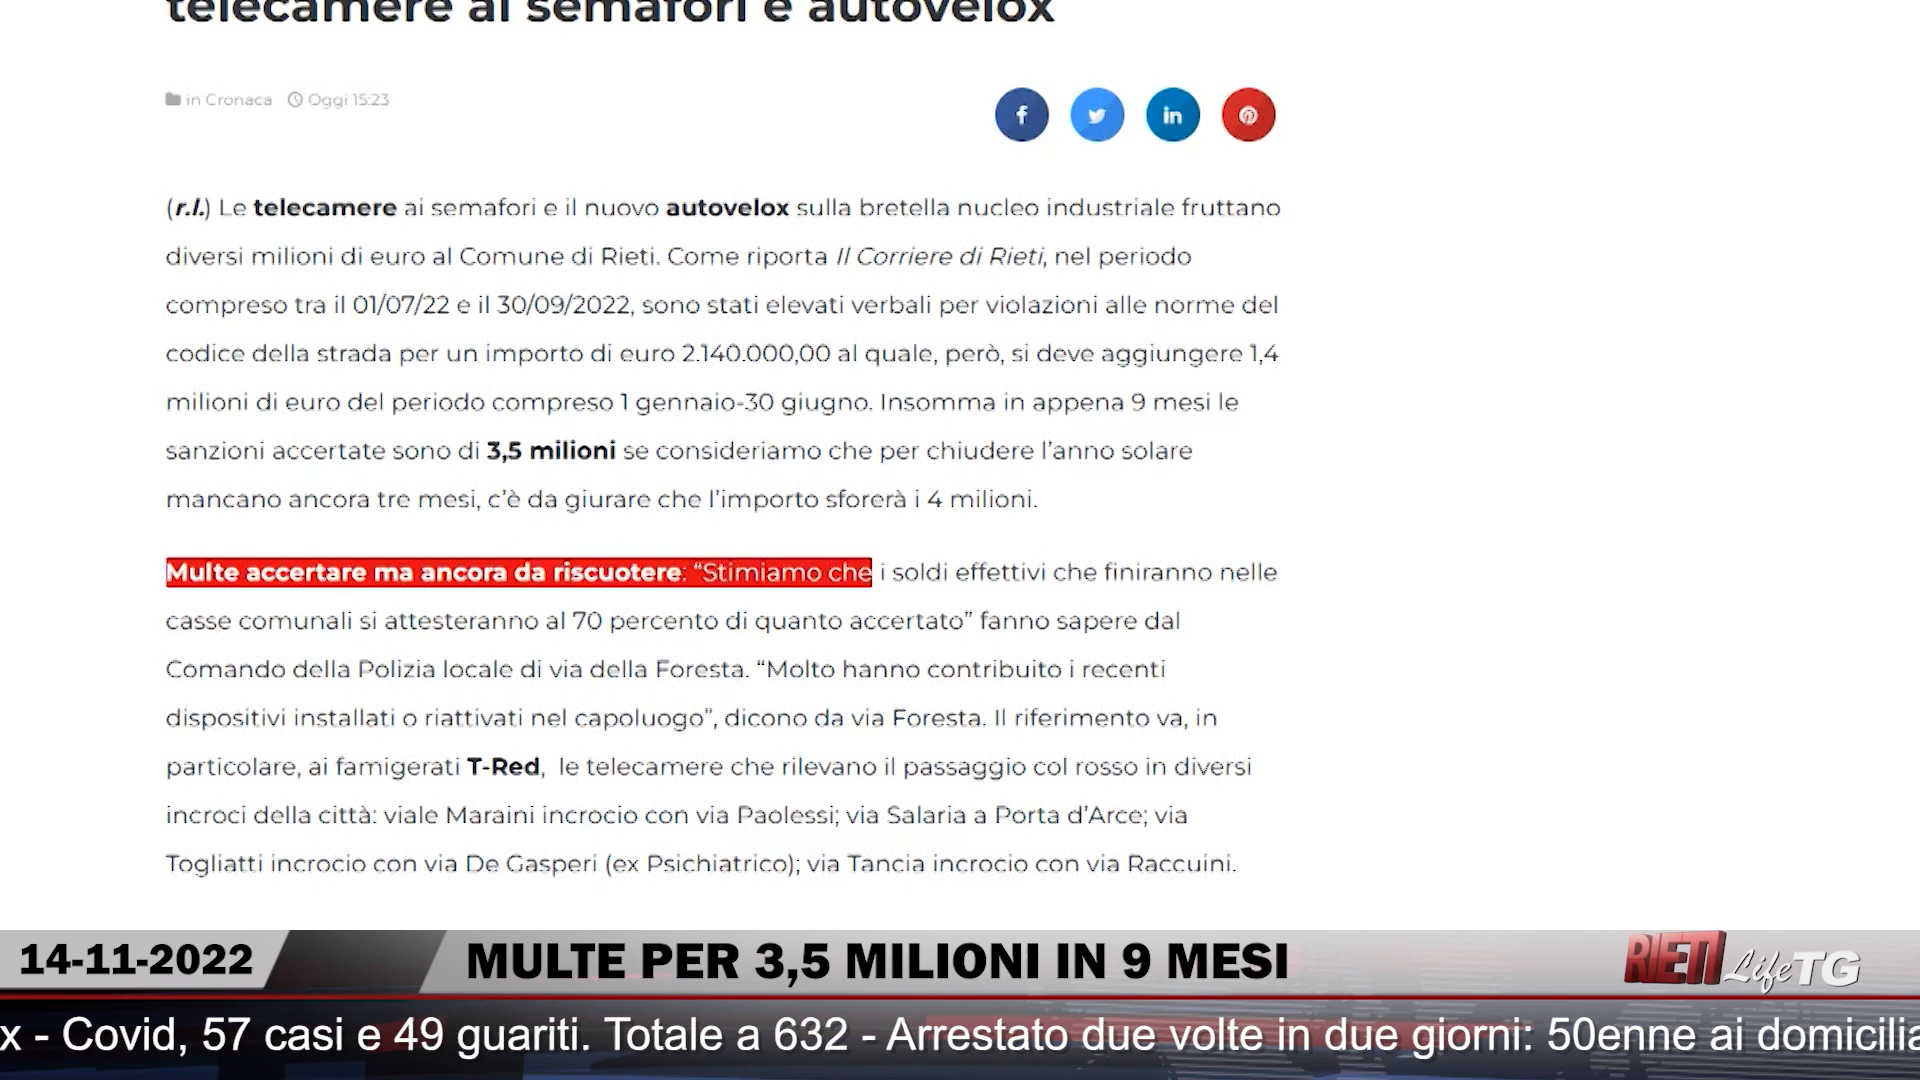 telecamere ai semafori e autovelox
in Cronaca Oggi 15:23
(r.l.) Le telecamere ai semafori e il nuovo autovelox sulla bretella nucleo industriale fruttano
diversi milioni di euro al Comune di Rieti. Come riporta Il Corriere di Rieti, nel periodo
compreso tra il 01/07/22 e il 30/09/2022, sono stati elevati verbali per violazioni alle norme del
codice della strada per un importo di euro 2.140.000,00 al quale, però, si deve aggiungere 1,4
milioni di euro del periodo compreso 1 gennaio-30 giugno. Insomma in appena 9 mesi le
sanzioni accertate sono di 3,5 milioni se consideriamo che per chiudere l’anno solare
mancano ancora tre mesi, c’è da giurare che l’importo sforerà i 4 milioni.
Multe accertare ma ancora da riscuotere: “Stimiamo che i soldi effettivi che finiranno nelle
casse comunali si attesteranno al 70 percento di quanto accertato” fanno sapere dal
Comando della Polizia locale di via della Foresta. “Molto hanno contribuito i recenti
dispositivi installati o riattivati nel capoluogo”, dicono da via Foresta. Il riferimento va, in
particolare, ai famigerati T-Red, le telecamere che rilevano il passaggio col rosso in diversi
incroci della città: viale Maraini incrocio con via Paolessi; via Salaria a Porta d’Arce; via
Togliatti incrocio con via De Gasperi (ex Psichiatrico); via Tancia incrocio con via Raccuini.
14-11-2022 MULTE PER 3,5 MILIONI IN 9 MESI RIETI Life TG
x - Covid, 57 casi e 49 guariti. Totale a 632 - Arrestato due volte in due giorni: 50enne ai domicilia